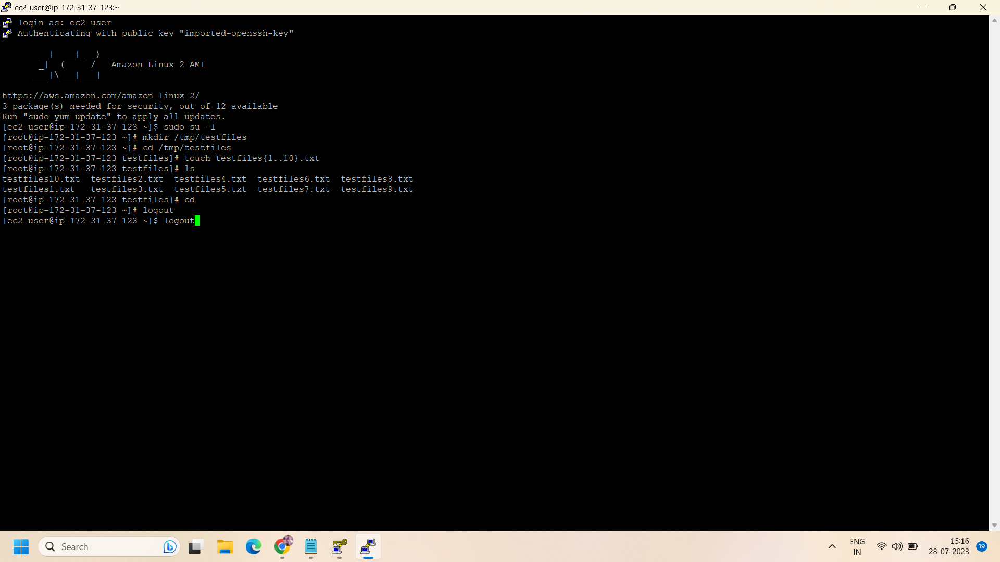 ec2-user@ip-172-31-37-123:~
login as: ec2-user
Authenticating with public key "imported-openssh-key"
       __|  __|_  )
       _|  (     /   Amazon Linux 2 AMI
      ___|\___|___|
https://aws.amazon.com/amazon-linux-2/
3 package(s) needed for security, out of 12 available
Run "sudo yum update" to apply all updates.
[ec2-user@ip-172-31-37-123 ~]$ sudo su -l
[root@ip-172-31-37-123 ~]# mkdir /tmp/testfiles
[root@ip-172-31-37-123 ~]# cd /tmp/testfiles
[root@ip-172-31-37-123 testfiles]# touch testfiles{1..10}.txt
[root@ip-172-31-37-123 testfiles]# ls
testfiles10.txt  testfiles2.txt  testfiles4.txt  testfiles6.txt  testfiles8.txt
testfiles1.txt   testfiles3.txt  testfiles5.txt  testfiles7.txt  testfiles9.txt
[root@ip-172-31-37-123 testfiles]# cd
[root@ip-172-31-37-123 ~]# logout
[ec2-user@ip-172-31-37-123 ~]$ logout
Search
ENG
IN
15:16
28-07-2023
19